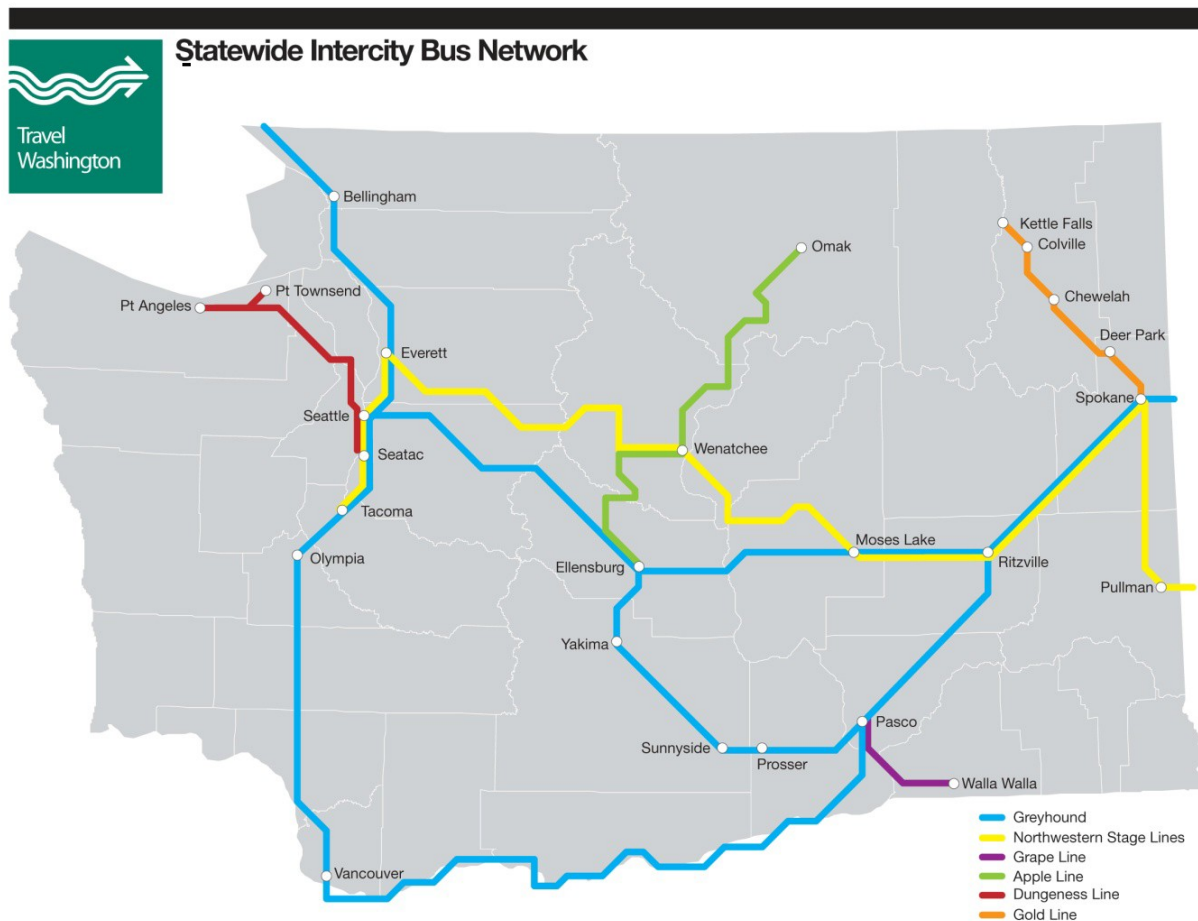 Statewide Intercity Bus Network
Travel
Washington
Bellingham
Kettle Falls
Colville
Omak
Pt Townsend
Pt Angeles
Chewelah
Deer Park
Everett
Spokane
Seattle
Wenatchee
Seatac
Tacoma
Moses Lake
Olympia
Ellensburg
Ritzville
Pullman
Yakima
Pasco
Sunnyside
Prosser
Walla Walla
Vancouver
Greyhound
Northwestern Stage Lines
Grape Line
Apple Line
Dungeness Line
Gold Line